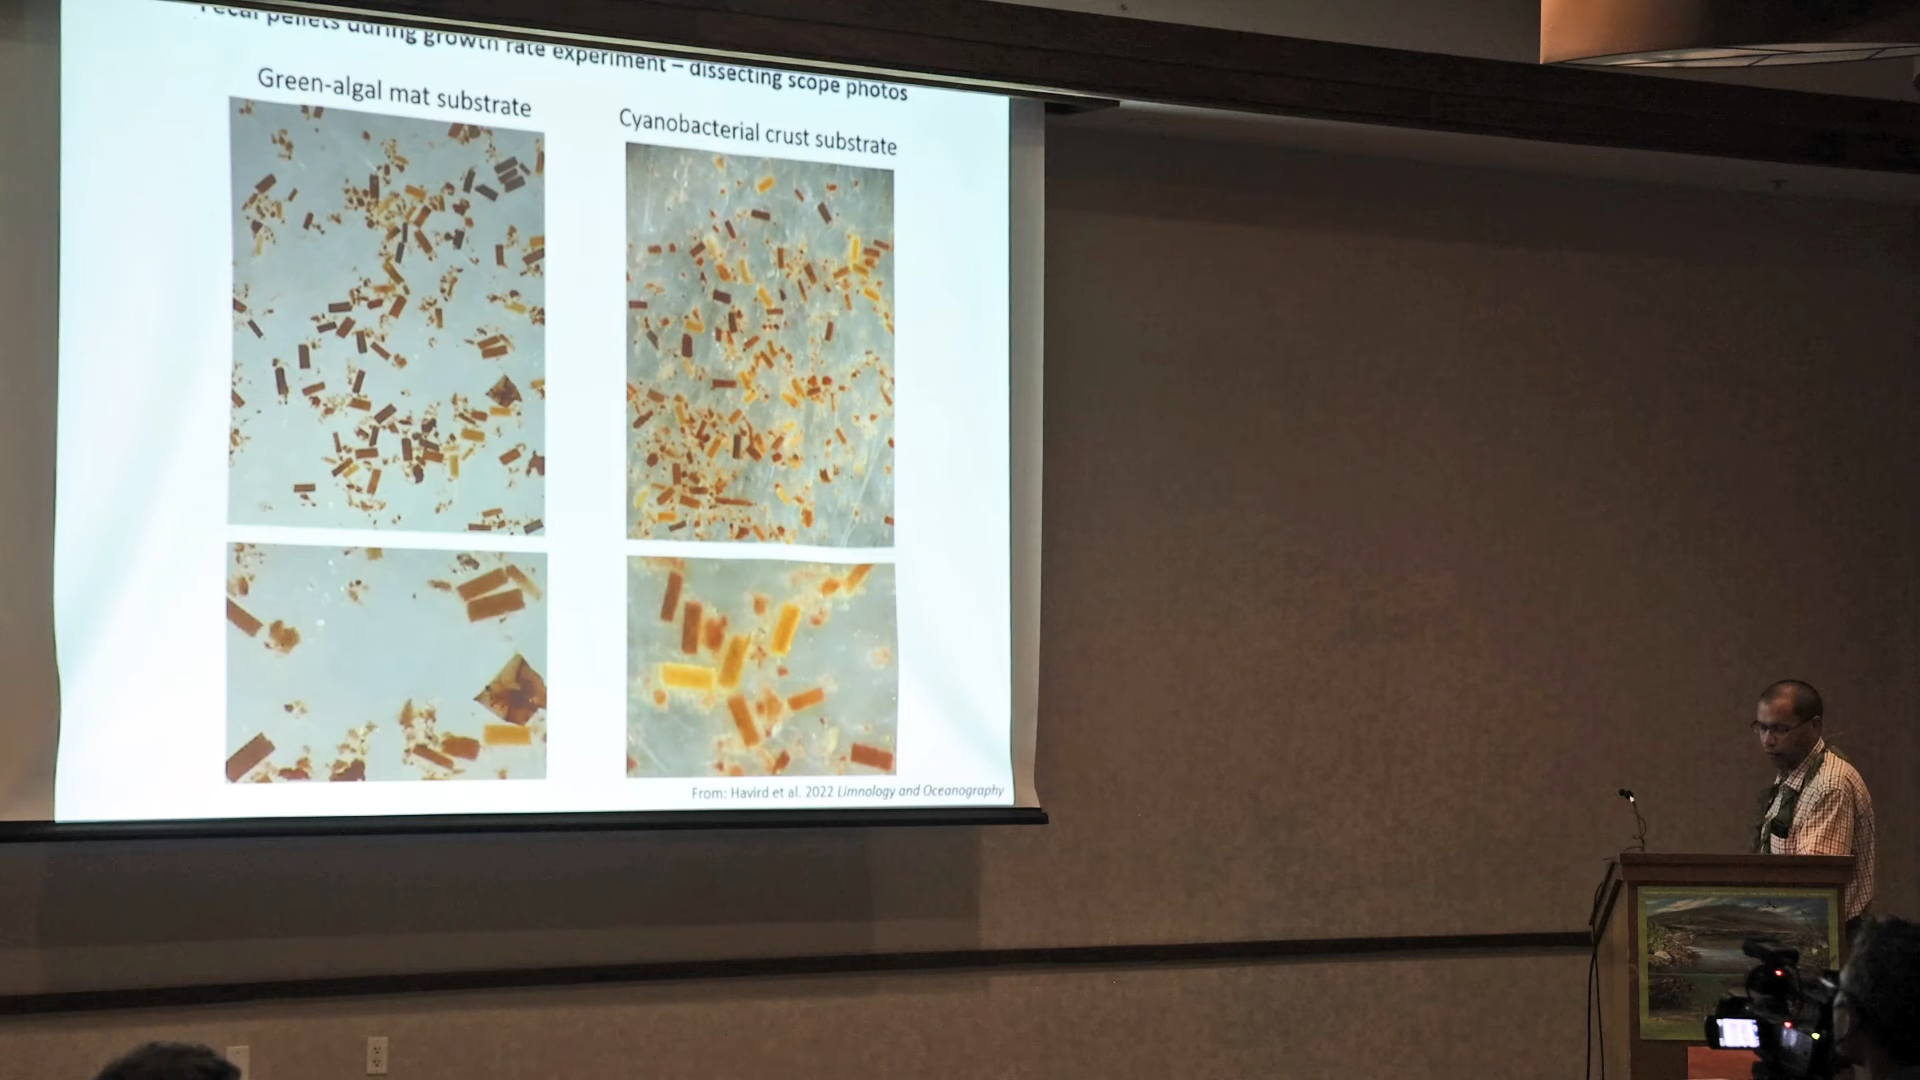 Fecal pellets during growth rate experiment – dissecting scope photos
Green-algal mat substrate
Cyanobacterial crust substrate
From: Havird et al. 2022 Limnology and Oceanography